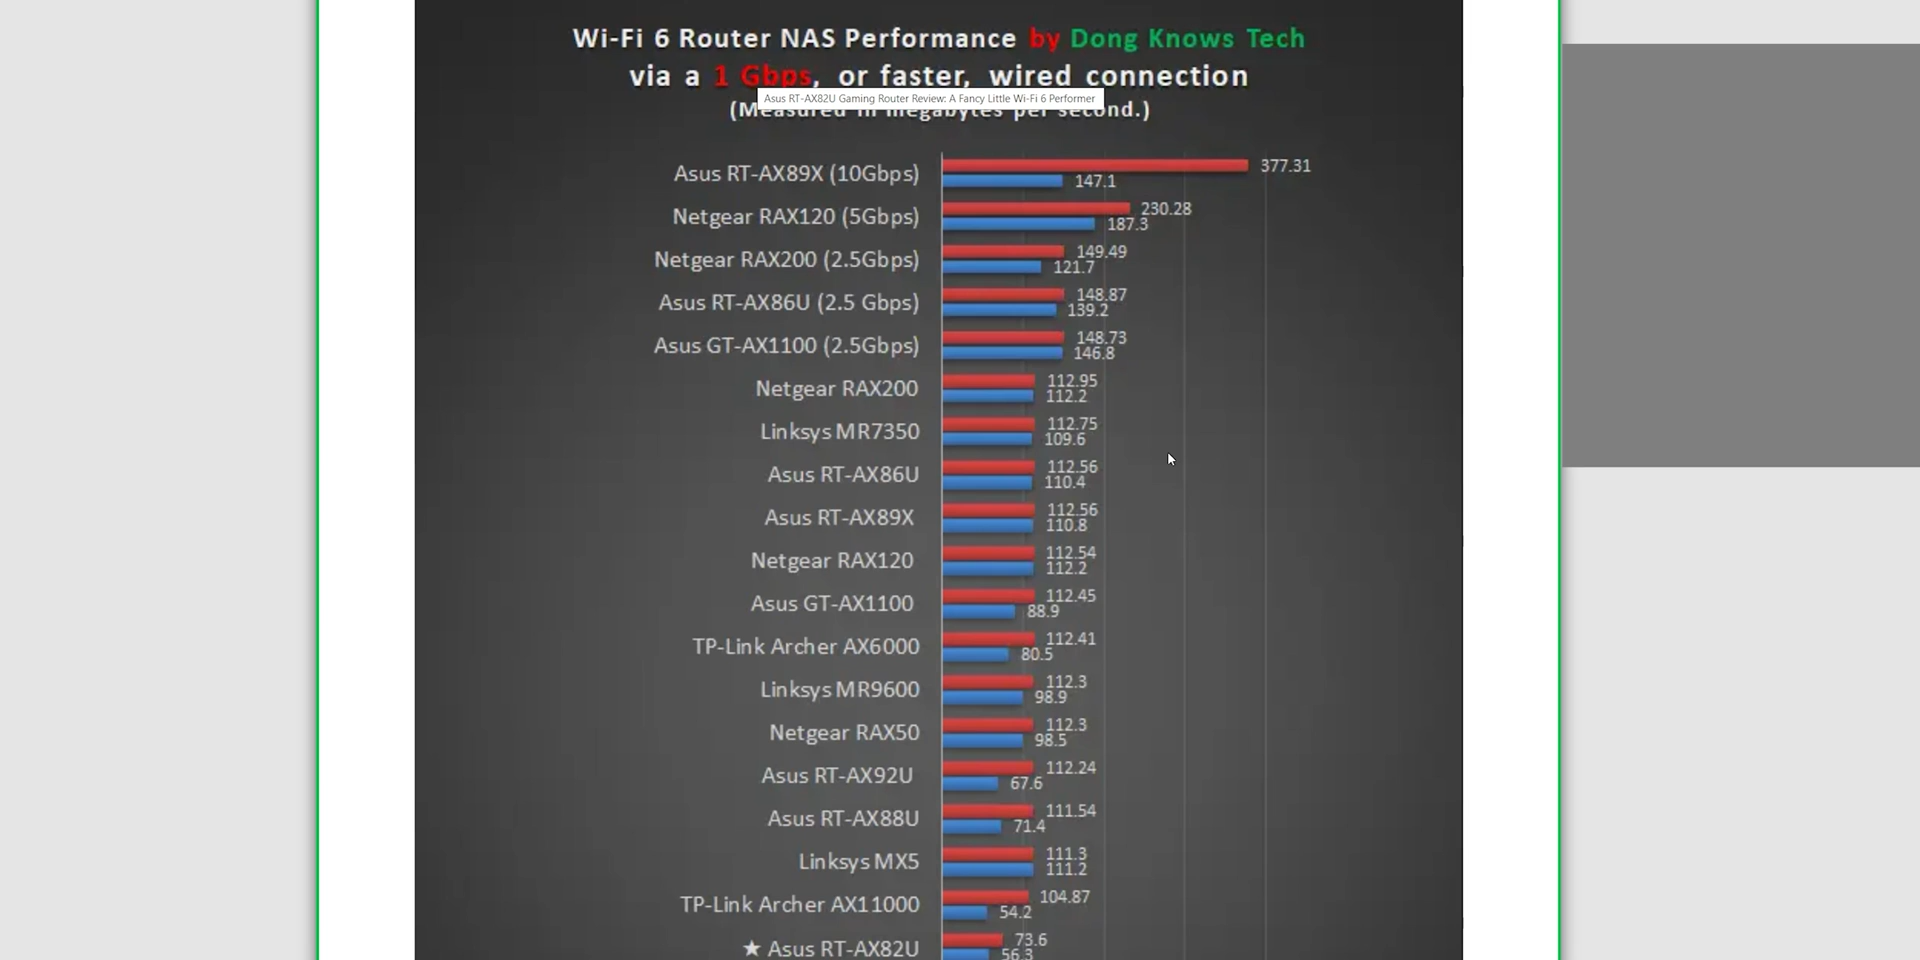 Wi-Fi 6 Router NAS Performance by Dong Knows Tech
via a 1 Gbps, or faster, wired connection
Asus RT-AX82U Gaming Router Review: A Fancy Little Wi-Fi 6 Performer
(Measured in megabytes per second.)
Asus RT-AX89X (10Gbps) 377.31
147.1
Netgear RAX120 (5Gbps) 230.28
187.3
Netgear RAX200 (2.5Gbps) 149.49
121.7
Asus RT-AX86U (2.5 Gbps) 148.87
139.2
Asus GT-AX1100 (2.5Gbps) 148.73
146.8
Netgear RAX200 112.95
112.2
Linksys MR7350 112.75
109.6
Asus RT-AX86U 112.56
110.4
Asus RT-AX89X 112.56
110.8
Netgear RAX120 112.54
112.2
Asus GT-AX1100 112.45
88.9
TP-Link Archer AX6000 112.41
80.5
Linksys MR9600 112.3
98.9
Netgear RAX50 112.3
98.5
Asus RT-AX92U 112.24
67.6
Asus RT-AX88U 111.54
71.4
Linksys MX5 111.3
111.2
TP-Link Archer AX11000 104.87
54.2
★ Asus RT-AX82U 73.6
56.3